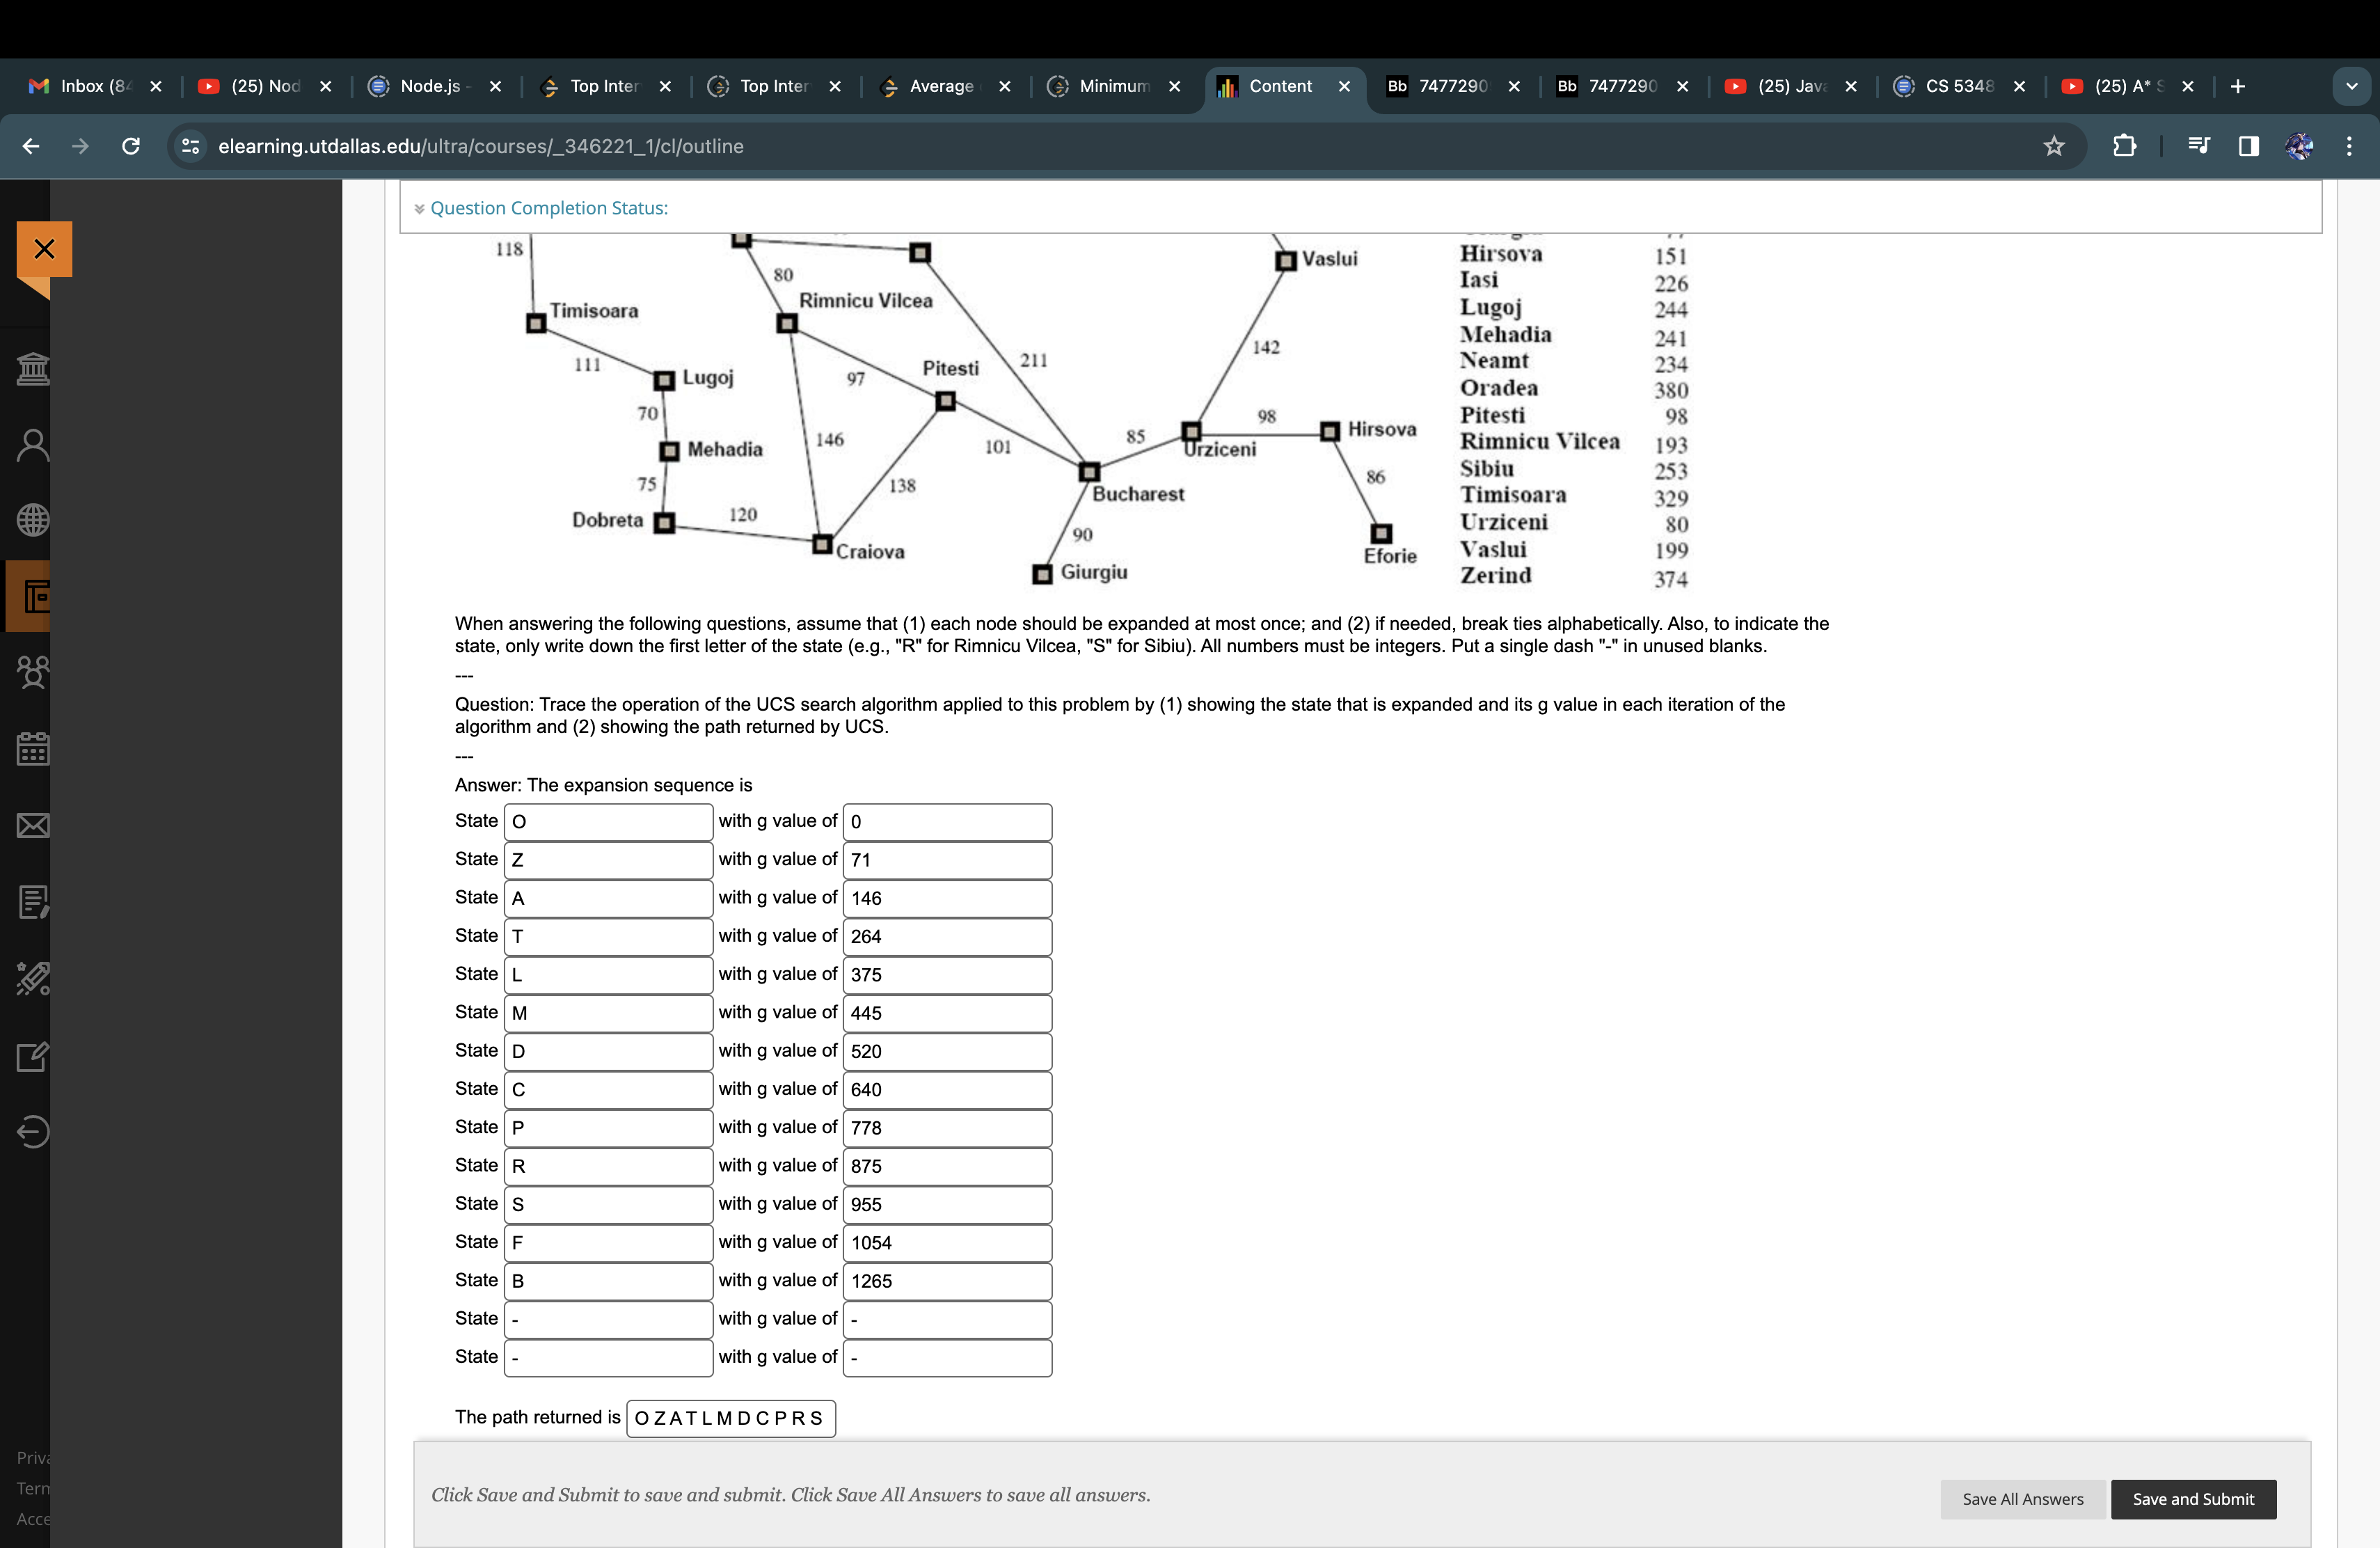 Inbox (84
(25) Nod
Node.js -
Top Inter
Top Inter
Average
Minimum
Content
Bb 7477290
Bb 7477290
(25) Java
CS 5348
(25) A* S
elearning.utdallas.edu/ultra/courses/_346221_1/cl/outline
Question Completion Status:
118
80
Rimnicu Vilcea
Timisoara
111
Lugoj
70
Mehadia
75
Dobreta
120
146
97
Pitesti
211
138
101
Craiova
Vaslui
142
85
98
Urziceni
Hirsova
86
Bucharest
90
Giurgiu
Eforie
77
Hirsova 151
Iasi 226
Lugoj 244
Mehadia 241
Neamt 234
Oradea 380
Pitesti 98
Rimnicu Vilcea 193
Sibiu 253
Timisoara 329
Urziceni 80
Vaslui 199
Zerind 374
When answering the following questions, assume that (1) each node should be expanded at most once; and (2) if needed, break ties alphabetically. Also, to indicate the
state, only write down the first letter of the state (e.g., "R" for Rimnicu Vilcea, "S" for Sibiu). All numbers must be integers. Put a single dash "-" in unused blanks.
---
Question: Trace the operation of the UCS search algorithm applied to this problem by (1) showing the state that is expanded and its g value in each iteration of the
algorithm and (2) showing the path returned by UCS.
---
Answer: The expansion sequence is
State O with g value of 0
State Z with g value of 71
State A with g value of 146
State T with g value of 264
State L with g value of 375
State M with g value of 445
State D with g value of 520
State C with g value of 640
State P with g value of 778
State R with g value of 875
State S with g value of 955
State F with g value of 1054
State B with g value of 1265
State - with g value of -
State - with g value of -
The path returned is O Z A T L M D C P R S
Click Save and Submit to save and submit. Click Save All Answers to save all answers.
Save All Answers
Save and Submit
Priva
Term
Acce